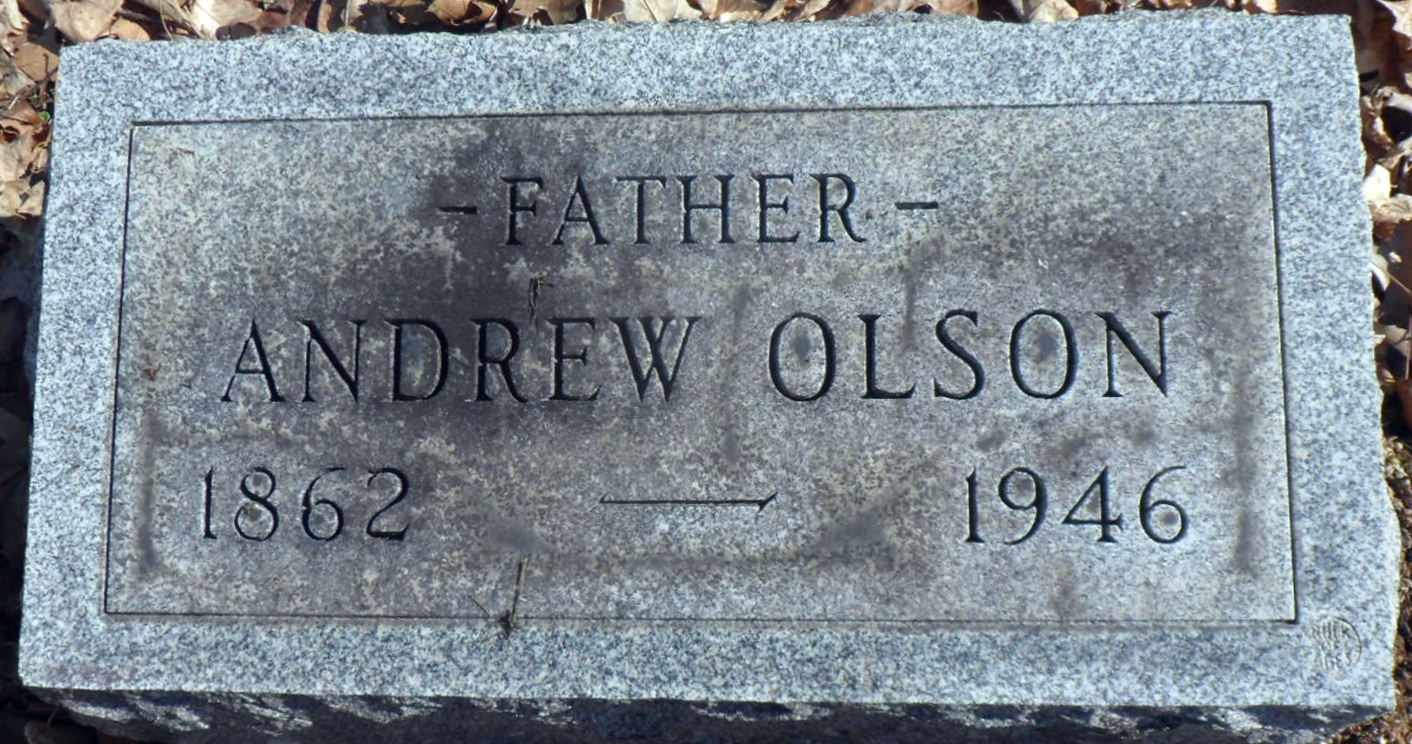 - FATHER -
ANDREW OLSON
1862 — 1946